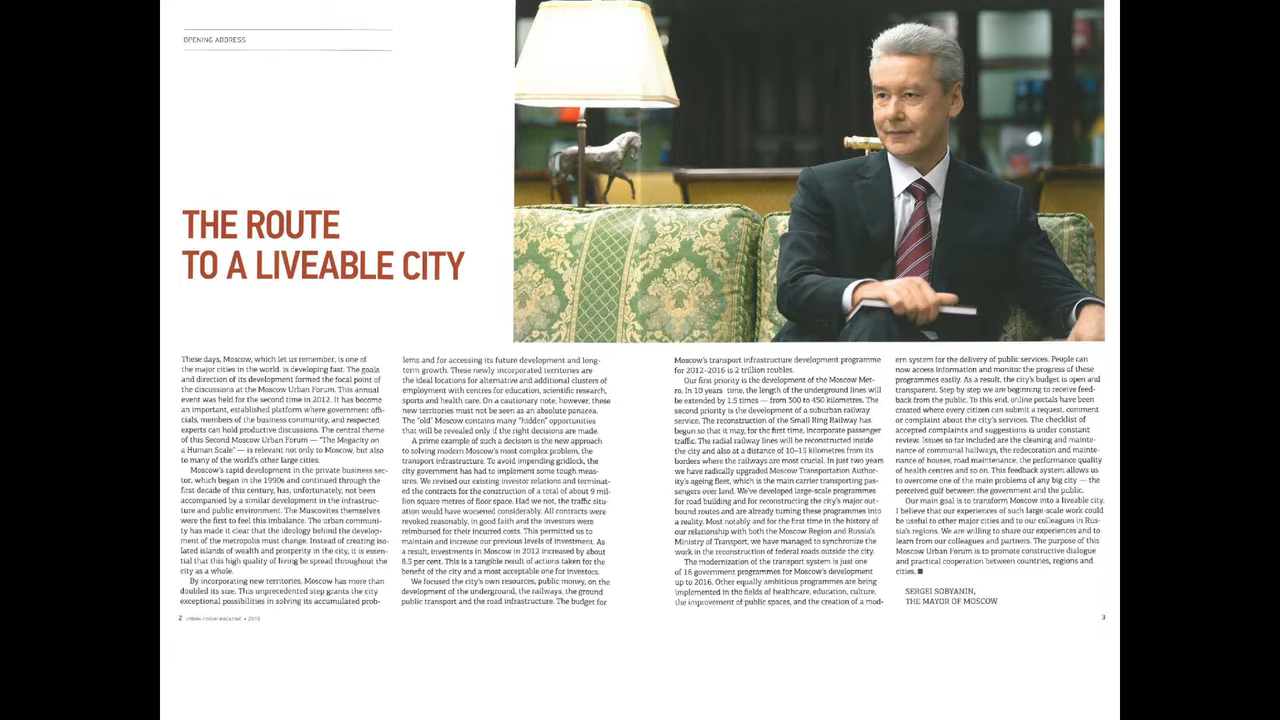 OPENING ADDRESS
THE ROUTE
TO A LIVEABLE CITY
These days, Moscow, which let us remember, is one of
the major cities in the world. is developing fast. The goals
and direction of its development formed the focal point of
the discussions at the Moscow Urban Forum. This annual
event was held for the second time in 2012. It has become
an important, established platform where government offi-
cials, members of the business community, and respected
experts can hold productive discussions. The central theme
of this Second Moscow Urban Forum — "The Megacity on
a Human Scale" — is relevant not only to Moscow, but also
to many of the world's other large cities.
Moscow's rapid development in the private business sec-
tor, which began in the 1990s and continued through the
first decade of this century, has, unfortunately, not been
accompanied by a similar development in the infrastruc-
ture and public environment. The Muscovites themselves
were the first to feel this imbalance. The urban communi-
ty has made it clear that the ideology behind the develop-
ment of the metropolis must change. Instead of creating iso-
lated islands of wealth and prosperity in the city, it is essen-
tial that this high quality of living be spread throughout the
city as a whole.
By incorporating new territories, Moscow has more than
doubled its size. This unprecedented step grants the city
exceptional possibilities in solving its accumulated prob-
lems and for accessing its future development and long-
term growth. These newly incorporated territories are
the ideal locations for alternative and additional clusters of
employment with centres for education, scientific research,
sports and health care. On a cautionary note, however, these
new territories must not be seen as an absolute panacea.
The "old" Moscow contains many "hidden" opportunities
that will be revealed only if the right decisions are made.
A prime example of such a decision is the new approach
to solving modern Moscow's most complex problem, the
transport infrastructure. To avoid impending gridlock, the
city government has had to implement some tough meas-
ures. We revised our existing investor relations and terminat-
ed the contracts for the construction of a total of about 9 mil-
lion square metres of floor space. Had we not, the traffic situ-
ation would have worsened considerably. All contracts were
revoked reasonably, in good faith and the investors were
reimbursed for their incurred costs. This permitted us to
maintain and increase our previous levels of investment. As
a result, investments in Moscow in 2012 increased by about
8.5 per cent. This is a tangible result of actions taken for the
benefit of the city and a most acceptable one for investors.
We focused the city's own resources, public money, on the
development of the underground, the railways, the ground
public transport and the road infrastructure. The budget for
Moscow's transport infrastructure development programme
for 2012–2016 is 2 trillion roubles.
Our first priority is the development of the Moscow Met-
ro. In 10 years time, the length of the underground lines will
be extended by 1.5 times — from 300 to 450 kilometres. The
second priority is the development of a suburban railway
system. The reconstruction of the Small Ring Railway has
begun so that it may, for the first time, incorporate passenger
traffic. The radial railway lines will be reconstructed inside
the city and also at a distance of 10–15 kilometres from its
borders where the railways are most crucial. In just two years
we have radically upgraded Moscow Transportation Author-
ity's ageing fleet, which is the main carrier transporting pas-
sengers over land. We've developed large-scale programmes
for road building and for reconstructing the city's major out-
bound routes and are already turning these programmes into
a reality. Most notably and for the first time in the history of
our relationship with both the Moscow Region and Russia's
Ministry of Transport, we have managed to synchronize the
work in the reconstruction of federal roads outside the city.
The modernization of the transport system is just one
of 16 government programmes for Moscow's development
up to 2016. Other equally ambitious programmes are being
implemented in the fields of healthcare, education, culture,
the improvement of public spaces, and the creation of a mod-
ern system for the delivery of public services. People can
now access information and monitor the progress of these
programmes easily. As a result, the city's budget is open and
transparent. Step by step we are beginning to receive feed-
back from the public. To this end, online portals have been
created where every citizen can submit a request, comment
or complaint about the city's services. The checklist of
accepted complaints and suggestions is under constant
review. Issues so far included are the cleaning and mainte-
nance of communal hallways, the redecoration and mainte-
nance of houses, road maintenance, the performance quality
of health centres and so on. This feedback system allows us
to overcome one of the main problems of any big city — the
perceived gulf between the government and the public.
Our main goal is to transform Moscow into a liveable city.
I believe that our experiences of such large-scale work could
be useful to other major cities and to our colleagues in Rus-
sia's regions. We are willing to share our experiences and to
learn from our colleagues and partners. The purpose of this
Moscow Urban Forum is to promote constructive dialogue
and practical cooperation between countries, regions and
cities.
SERGEI SOBYANIN,
THE MAYOR OF MOSCOW
2 URBAN FORUM MAGAZINE • 2013
3